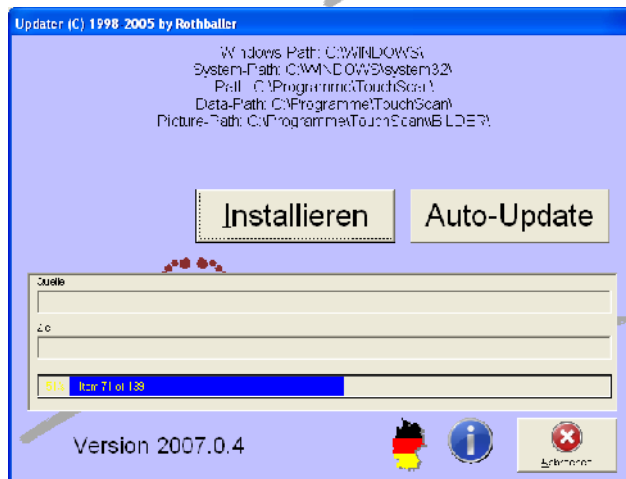 Updater (C) 1998-2005 by Rothballer
Windows-Path: C:\WINDOWS\
System-Path: C:\WINDOWS\system32\
Path: C:\Programme\TouchScan\
Data-Path: C:\Programme\TouchScan\
Picture-Path: C:\Programme\TouchScan\BILDER\
Installieren
Auto-Update
Quelle
Ziel
Item 71 of 139
Version 2007.0.4
Abbrechen